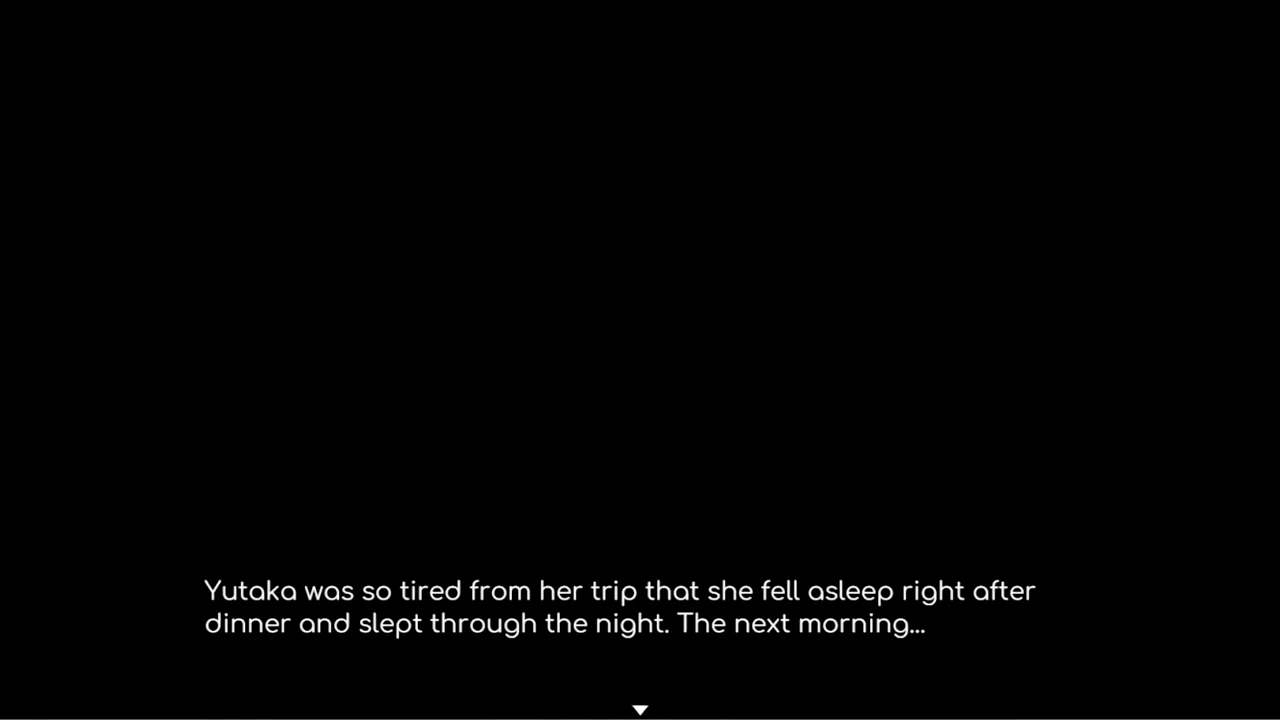 Yutaka was so tired from her trip that she fell asleep right after
dinner and slept through the night. The next morning...